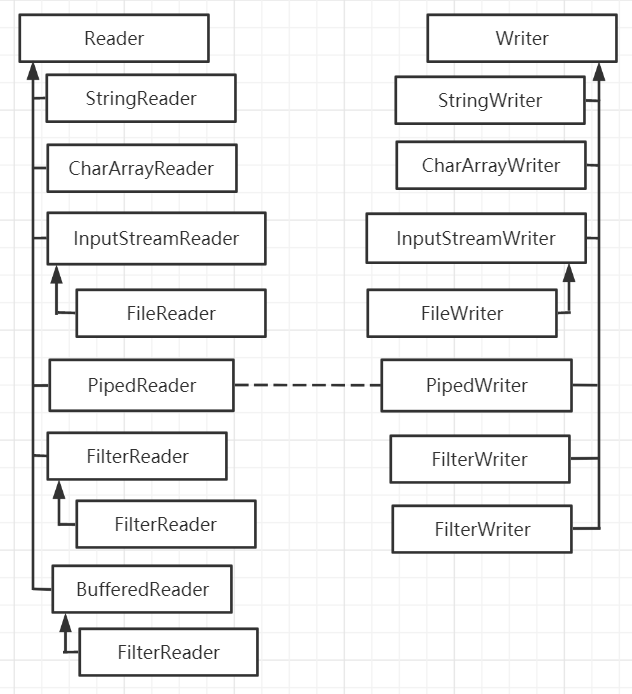 Reader
StringReader
CharArrayReader
InputStreamReader
FileReader
PipedReader
FilterReader
FilterReader
BufferedReader
FilterReader
Writer
StringWriter
CharArrayWriter
InputStreamWriter
FileWriter
PipedWriter
FilterWriter
FilterWriter